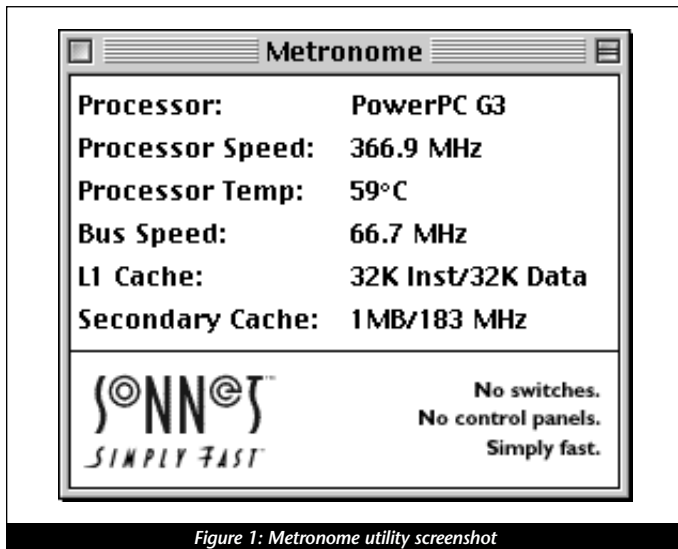 Metronome
Processor: PowerPC G3
Processor Speed: 366.9 MHz
Processor Temp: 59°C
Bus Speed: 66.7 MHz
L1 Cache: 32K Inst/32K Data
Secondary Cache: 1MB/183 MHz
SONNET™
SIMPLY FAST™
No switches.
No control panels.
Simply fast.
Figure 1: Metronome utility screenshot